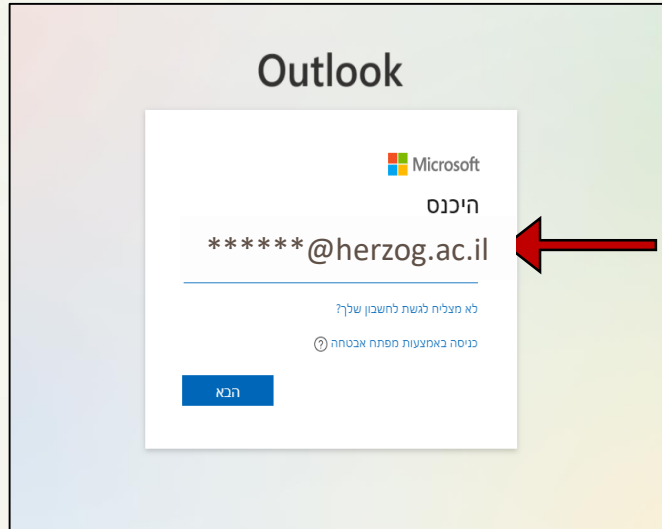 Outlook
Microsoft
היכנס
******@herzog.ac.il
לא מצליח לגשת לחשבון שלך?
כניסה באמצעות מפתח אבטחה ?
הבא